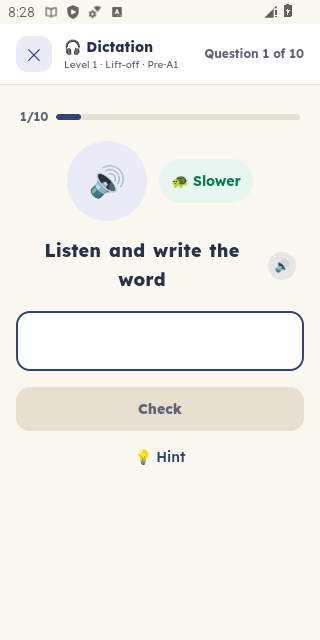 8:28
Dictation
Question 1 of 10
Level 1 · Lift-off · Pre-A1
1/10
Slower
Listen and write the
word
Check
Hint